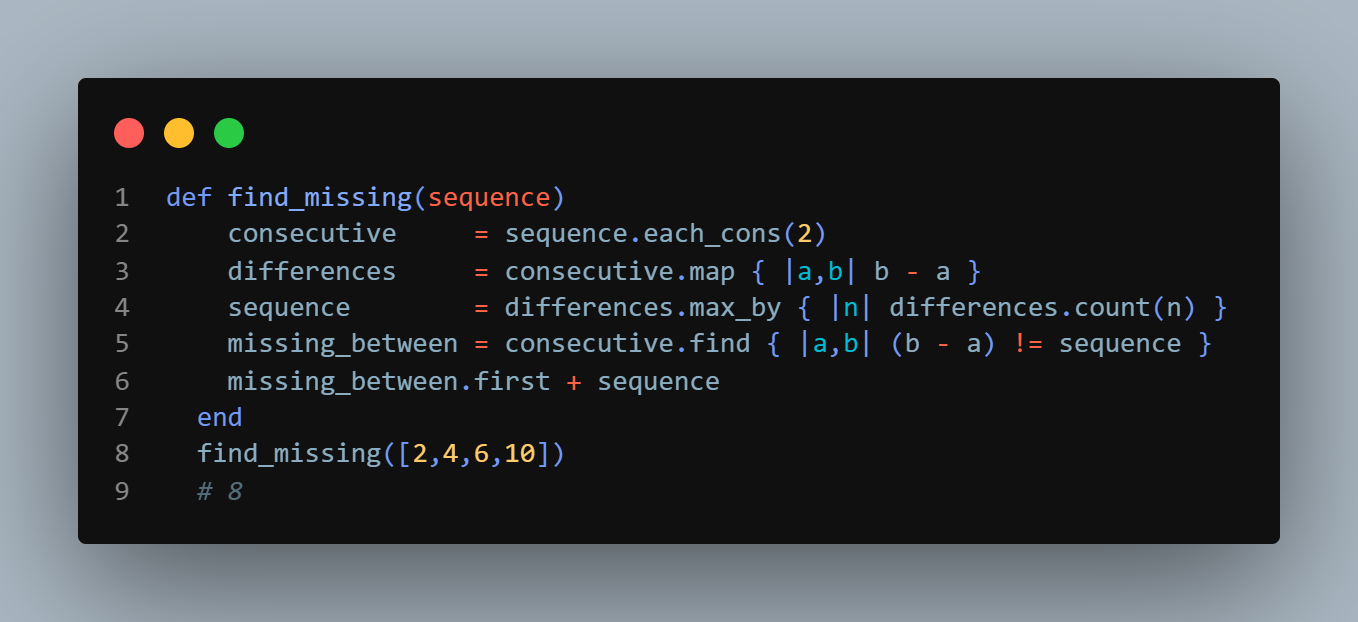 1 def find_missing(sequence)
2     consecutive     = sequence.each_cons(2)
3     differences     = consecutive.map { |a,b| b - a }
4     sequence        = differences.max_by { |n| differences.count(n) }
5     missing_between = consecutive.find { |a,b| (b - a) != sequence }
6     missing_between.first + sequence
7   end
8   find_missing([2,4,6,10])
9   # 8